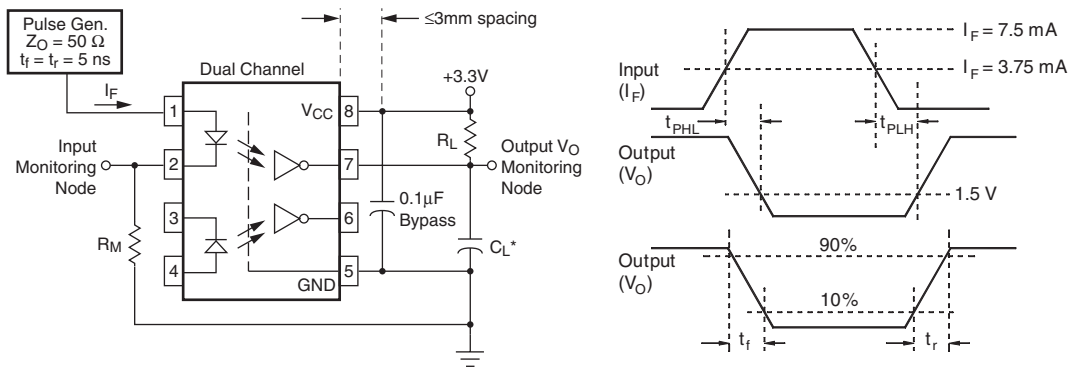 Pulse Gen.
Z_O = 50 Ω
t_f = t_r = 5 ns
≤3mm spacing
Dual Channel
+3.3V
I_F
1
V_CC
8
R_L
Input
Monitoring
Node
2
7
Output V_O
Monitoring
Node
0.1μF
Bypass
3
6
R_M
C_L*
4
GND
5
Input
(I_F)
I_F = 7.5 mA
I_F = 3.75 mA
t_PHL
t_PLH
Output
(V_O)
1.5 V
Output
(V_O)
90%
10%
t_f
t_r